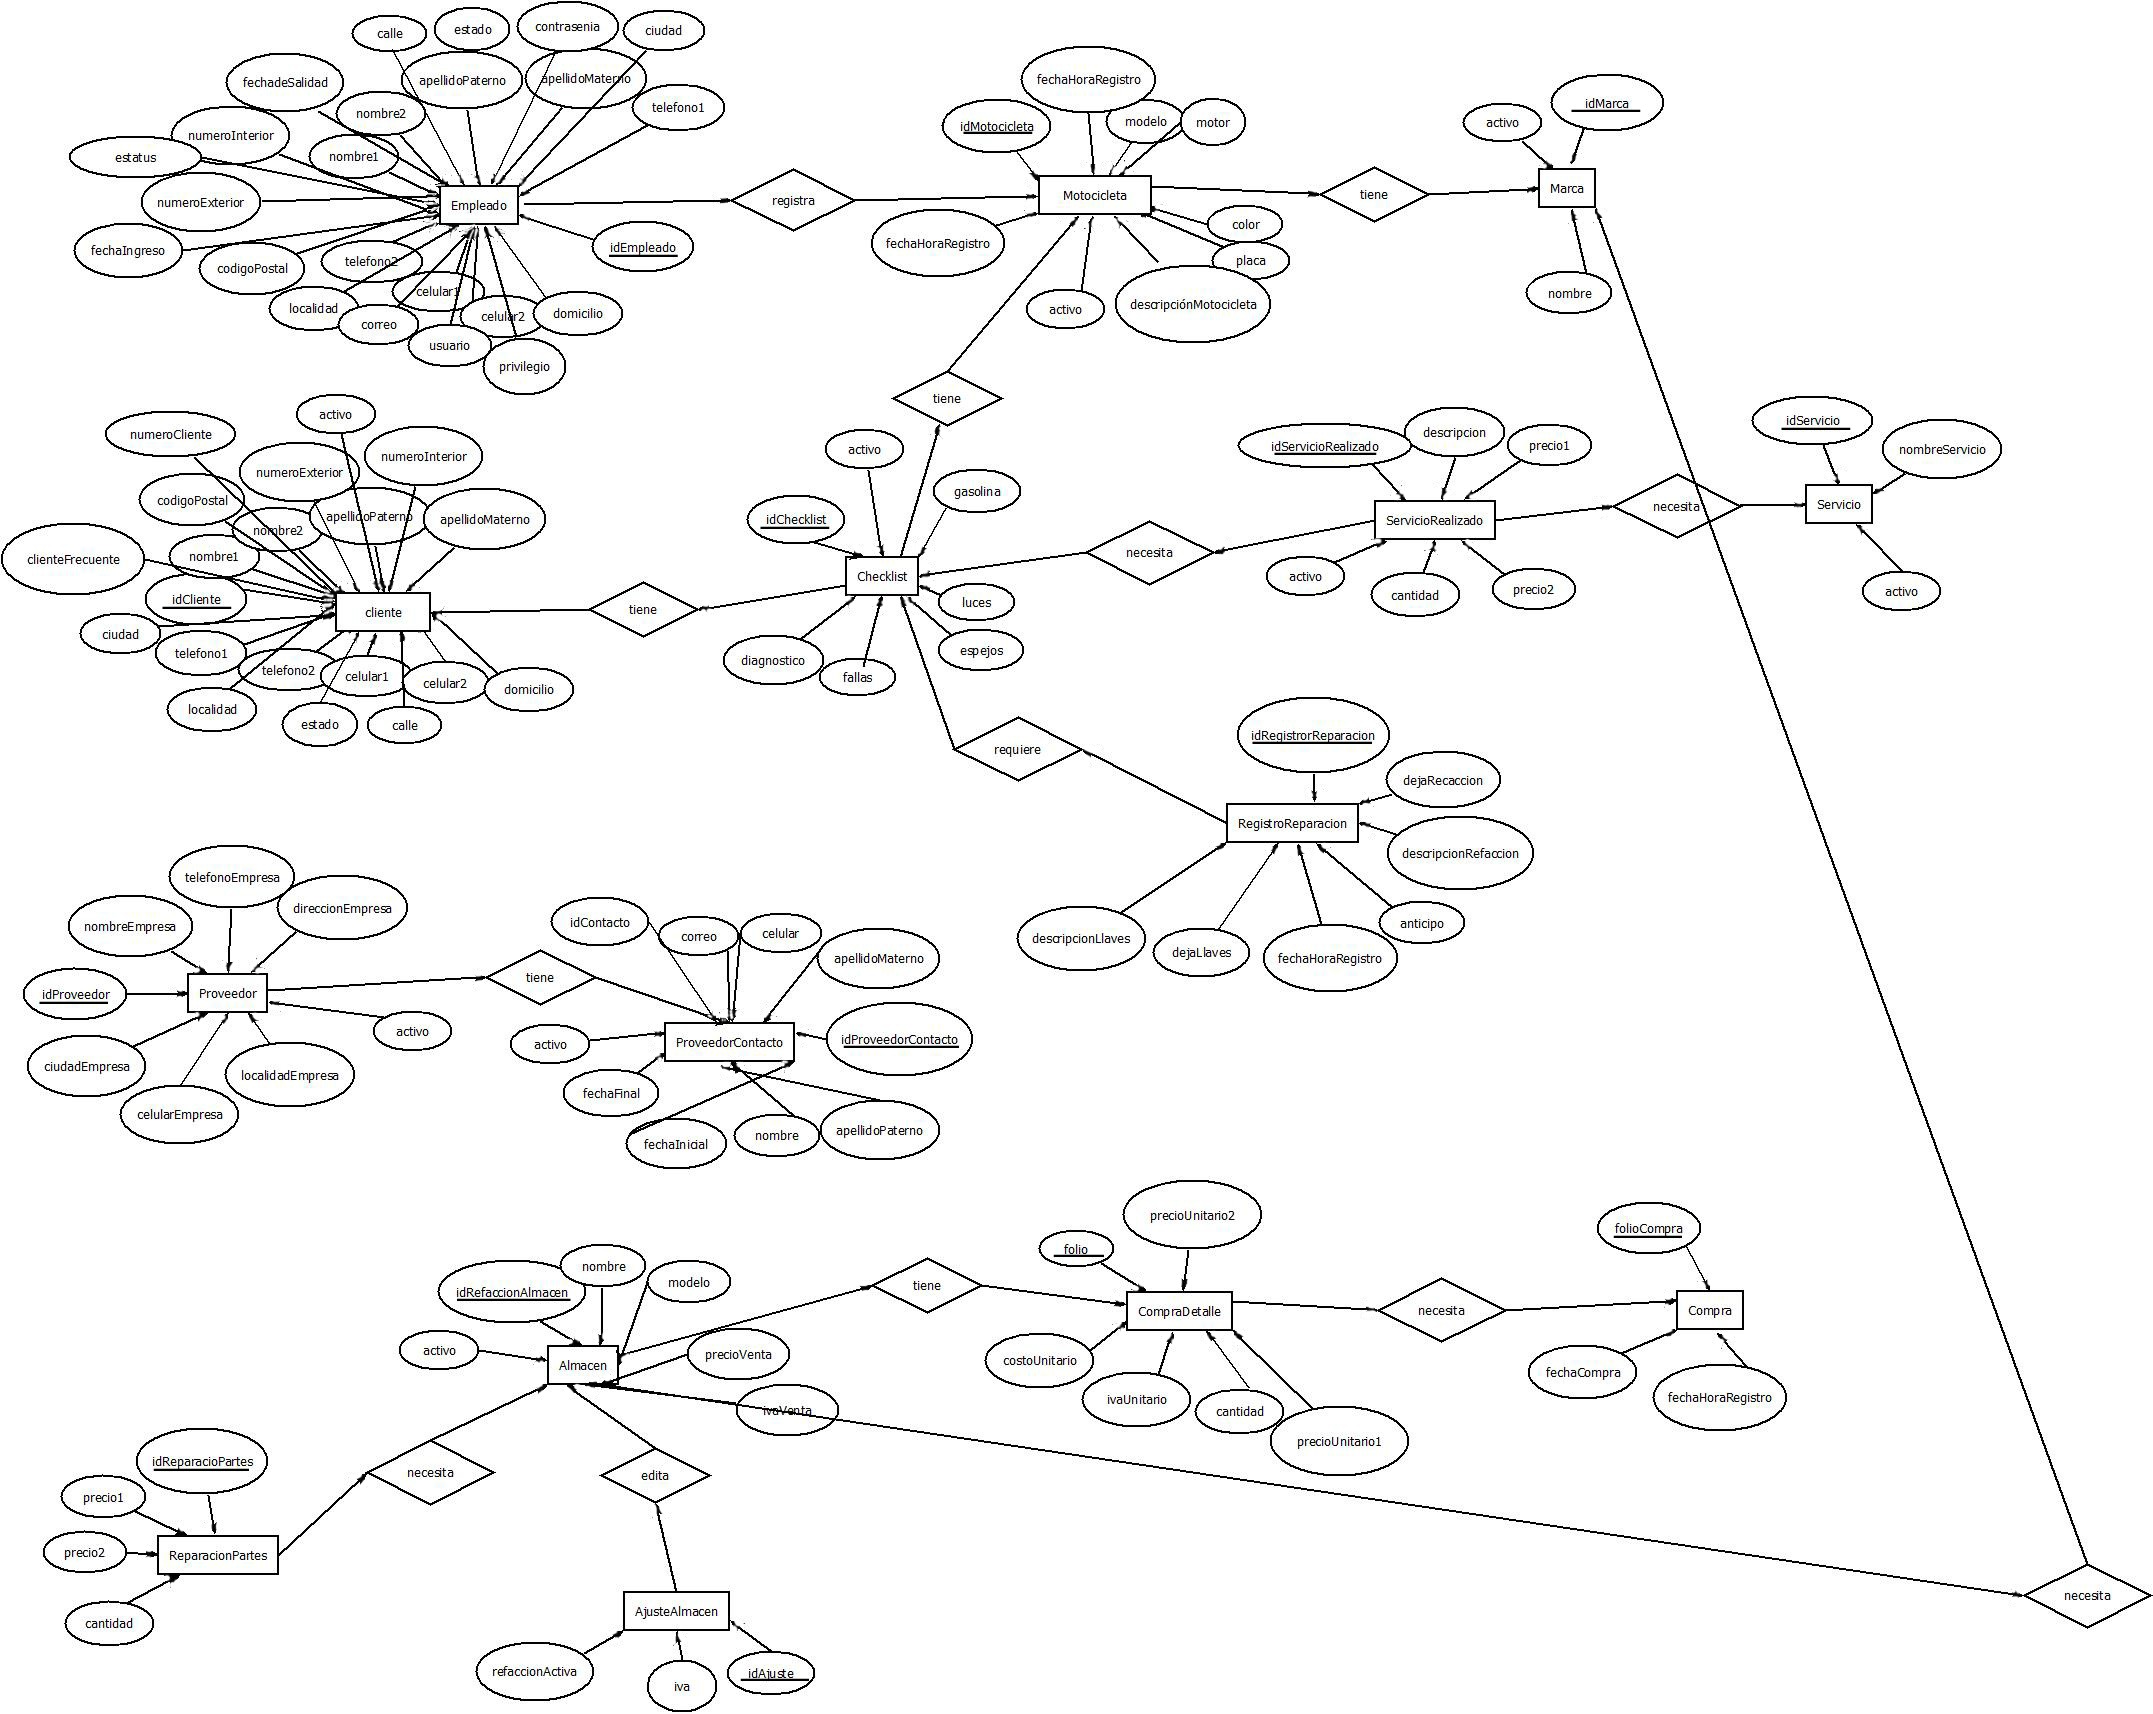 calle
estado
contrasenia
ciudad
fechadeSalidad
apellidoPaterno
apellidoMaterno
nombre2
telefono1
numeroInterior
estatus
nombre1
numeroExterior
Empleado
fechaIngreso
codigoPostal
telefono2
idEmpleado
localidad
celular1
correo
celular2
domicilio
usuario
privilegio
registra
fechaHoraRegistro
idMotocicleta
modelo
motor
Motocicleta
fechaHoraRegistro
color
placa
activo
descripciónMotocicleta
tiene
activo
idMarca
Marca
nombre
tiene
numeroCliente
activo
numeroExterior
numeroInterior
codigoPostal
nombre2
apellidoPaterno
apellidoMaterno
clienteFrecuente
nombre1
idCliente
cliente
ciudad
telefono1
telefono2
celular1
celular2
domicilio
localidad
estado
calle
tiene
activo
gasolina
idChecklist
Checklist
luces
espejos
diagnostico
fallas
necesita
idServicioRealizado
descripcion
precio1
ServicioRealizado
activo
cantidad
precio2
necesita
idServicio
nombreServicio
Servicio
activo
requiere
idRegistrorReparacion
dejaRecaccion
RegistroReparacion
descripcionRefaccion
descripcionLlaves
dejaLlaves
fechaHoraRegistro
anticipo
telefonoEmpresa
nombreEmpresa
direccionEmpresa
idProveedor
Proveedor
activo
ciudadEmpresa
localidadEmpresa
celularEmpresa
tiene
idContacto
correo
celular
apellidoMaterno
activo
ProveedorContacto
idProveedorContacto
fechaFinal
fechaInicial
nombre
apellidoPaterno
idRefaccionAlmacen
nombre
modelo
activo
Almacen
precioVenta
ivaVenta
tiene
folio
precioUnitario2
CompraDetalle
costoUnitario
ivaUnitario
cantidad
precioUnitario1
necesita
folioCompra
Compra
fechaCompra
fechaHoraRegistro
idReparacioPartes
precio1
precio2
ReparacionPartes
cantidad
necesita
edita
AjusteAlmacen
refaccionActiva
iva
idAjuste
necesita